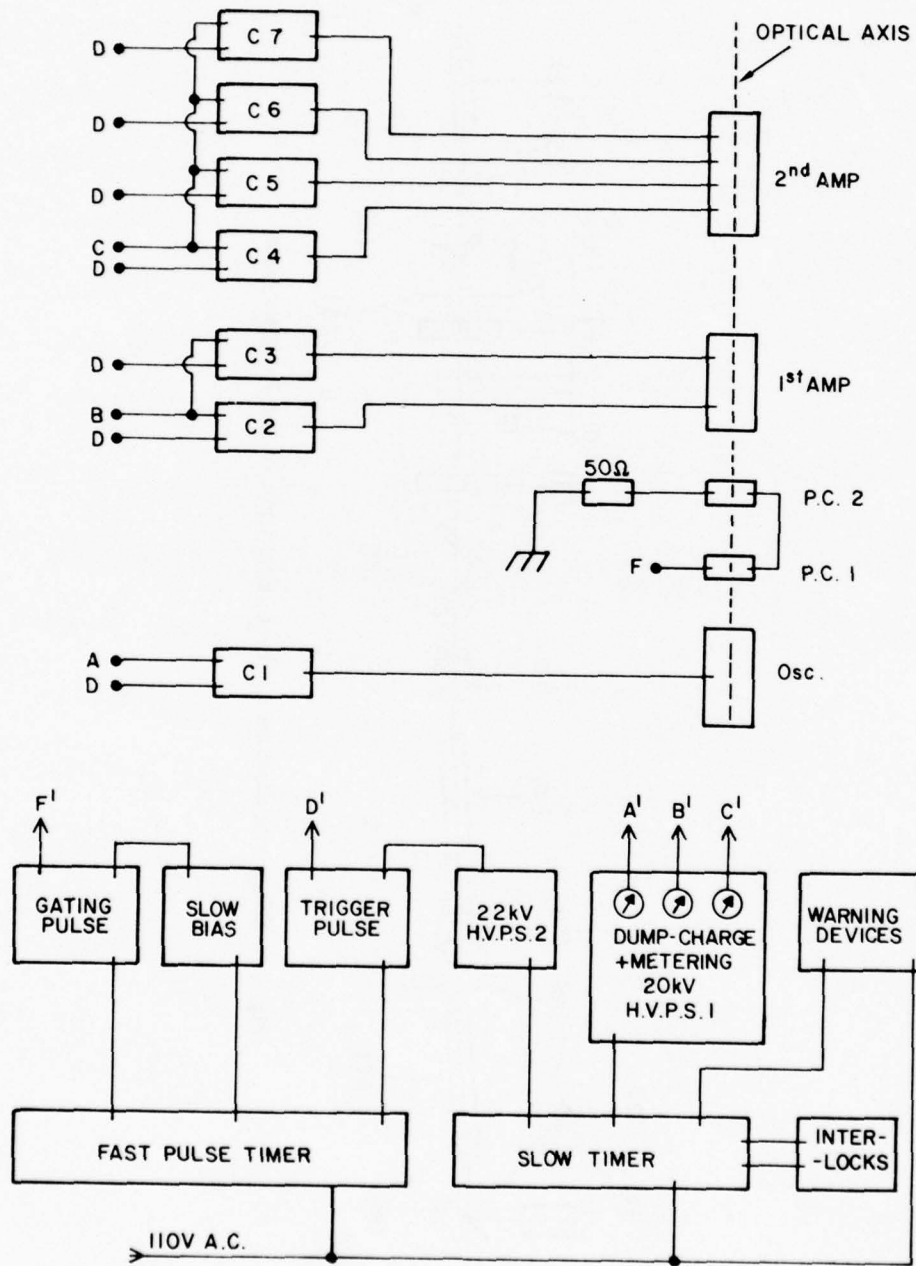 C 7
OPTICAL AXIS
D
C 6
D
2nd AMP
C 5
D
C
C 4
D
C 3
D
1st AMP
B
C 2
D
50Ω
P.C. 2
F
P.C. 1
A
C 1
Osc.
D
F'
D'
A'
B'
C'
GATING
PULSE
SLOW
BIAS
TRIGGER
PULSE
22kV
H.V.P.S. 2
DUMP-CHARGE
+METERING
20kV
H.V.P.S. 1
WARNING
DEVICES
FAST PULSE TIMER
SLOW TIMER
INTER-
-LOCKS
110V A.C.